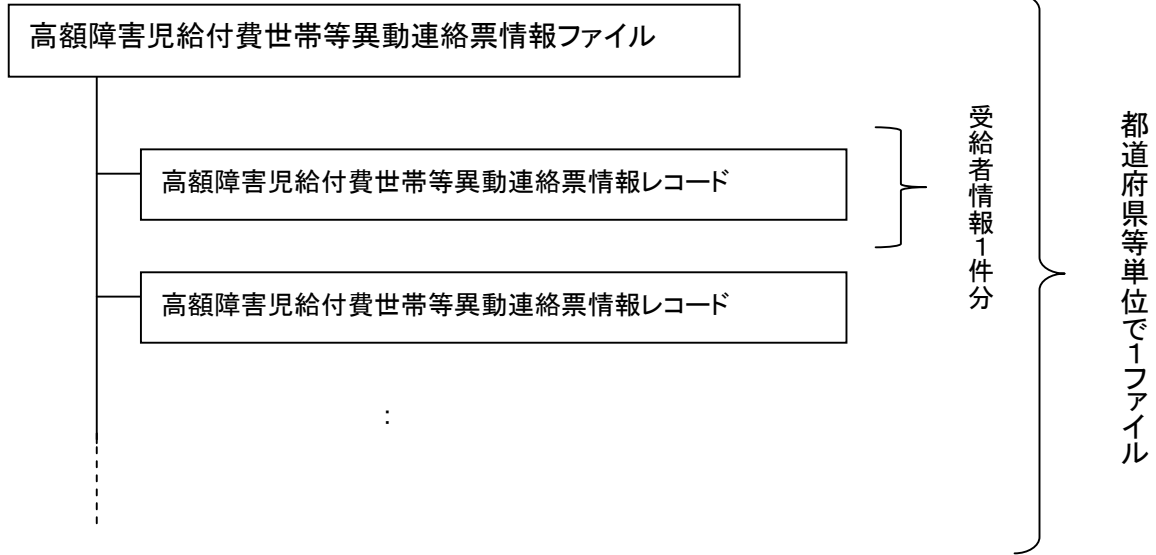 高額障害児給付費世帯等異動連絡票情報ファイル
高額障害児給付費世帯等異動連絡票情報レコード
高額障害児給付費世帯等異動連絡票情報レコード
:
受給者情報1件分
都道府県等単位で1ファイル